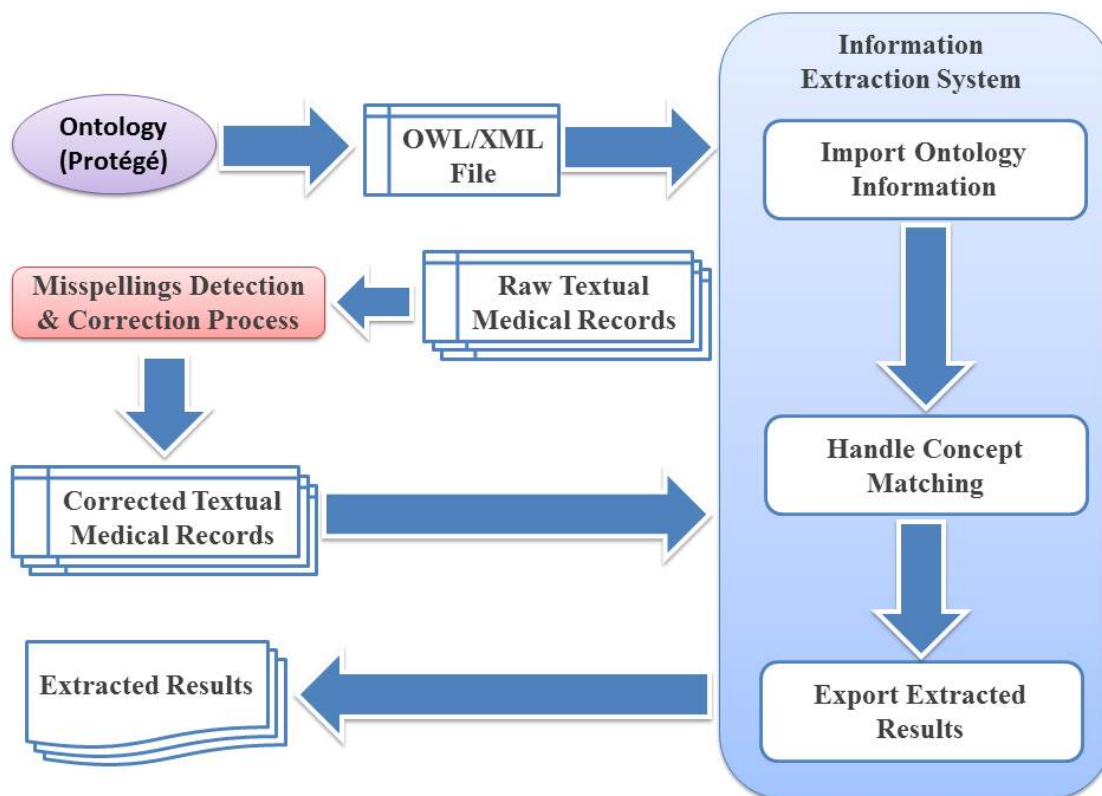 Information
Extraction System
Ontology
(Protégé)
OWL/XML
File
Import Ontology
Information
Misspellings Detection
& Correction Process
Raw Textual
Medical Records
Handle Concept
Matching
Corrected Textual
Medical Records
Extracted Results
Export Extracted
Results